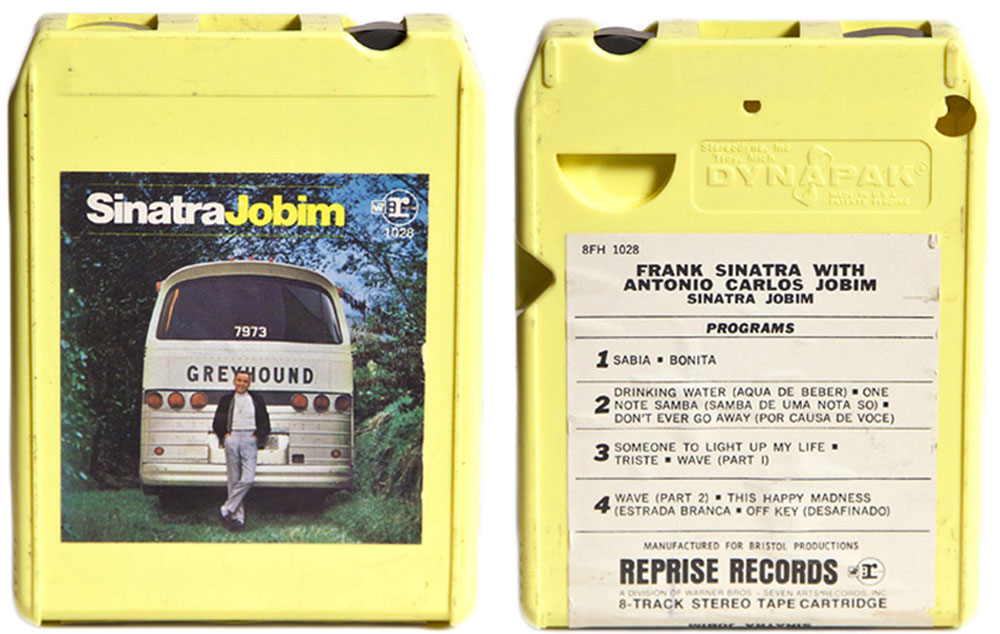 SinatraJobim
W r
1028
7973
GREYHOUND
Stereodyne, Inc.
Troy, Mich.
DYNAPAK
MADE IN U.S.A.
PATENTS PENDING
8FH 1028
FRANK SINATRA WITH
ANTONIO CARLOS JOBIM
SINATRA JOBIM
PROGRAMS
1 SABIA ▪ BONITA
2 DRINKING WATER (AQUA DE BEBER) ▪ ONE
NOTE SAMBA (SAMBA DE UMA NOTA SO) ▪
DON'T EVER GO AWAY (POR CAUSA DE VOCE)
3 SOMEONE TO LIGHT UP MY LIFE ▪
TRISTE ▪ WAVE (PART I)
4 WAVE (PART 2) ▪ THIS HAPPY MADNESS
(ESTRADA BRANCA ▪ OFF KEY (DESAFINADO)
MANUFACTURED FOR BRISTOL PRODUCTIONS
REPRISE RECORDS W r
A DIVISION OF WARNER BROS. - SEVEN ARTS RECORDS, INC.
8-TRACK STEREO TAPE CARTRIDGE
SINATRA JOBIM